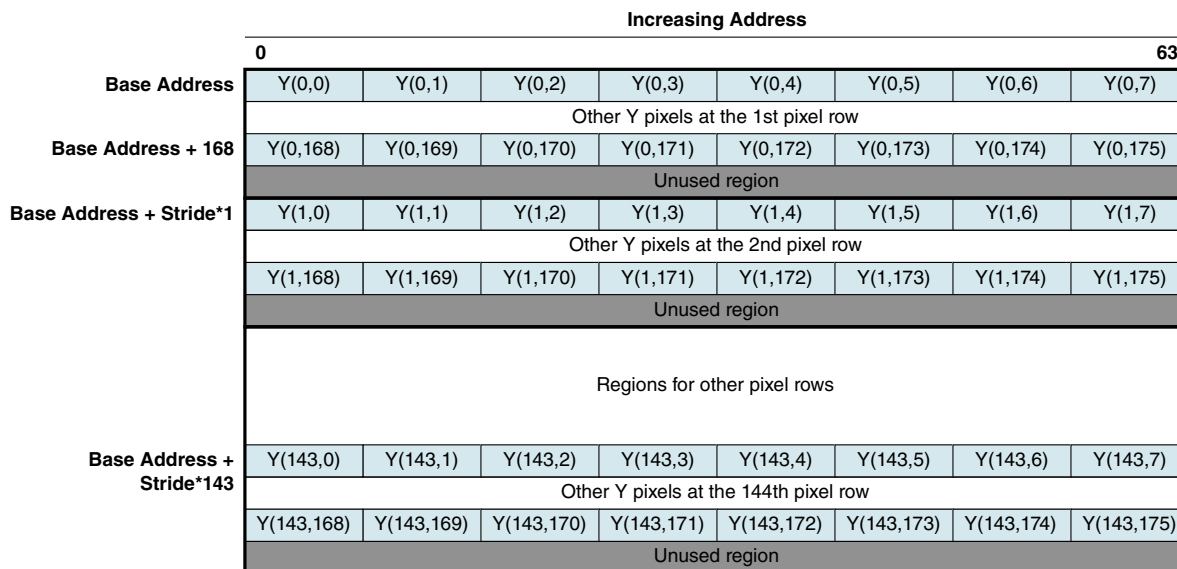 Increasing Address
0 63
Base Address Y(0,0) Y(0,1) Y(0,2) Y(0,3) Y(0,4) Y(0,5) Y(0,6) Y(0,7)
Other Y pixels at the 1st pixel row
Base Address + 168 Y(0,168) Y(0,169) Y(0,170) Y(0,171) Y(0,172) Y(0,173) Y(0,174) Y(0,175)
Unused region
Base Address + Stride*1 Y(1,0) Y(1,1) Y(1,2) Y(1,3) Y(1,4) Y(1,5) Y(1,6) Y(1,7)
Other Y pixels at the 2nd pixel row
Y(1,168) Y(1,169) Y(1,170) Y(1,171) Y(1,172) Y(1,173) Y(1,174) Y(1,175)
Unused region
Regions for other pixel rows
Base Address +
Stride*143
Y(143,0) Y(143,1) Y(143,2) Y(143,3) Y(143,4) Y(143,5) Y(143,6) Y(143,7)
Other Y pixels at the 144th pixel row
Y(143,168) Y(143,169) Y(143,170) Y(143,171) Y(143,172) Y(143,173) Y(143,174) Y(143,175)
Unused region